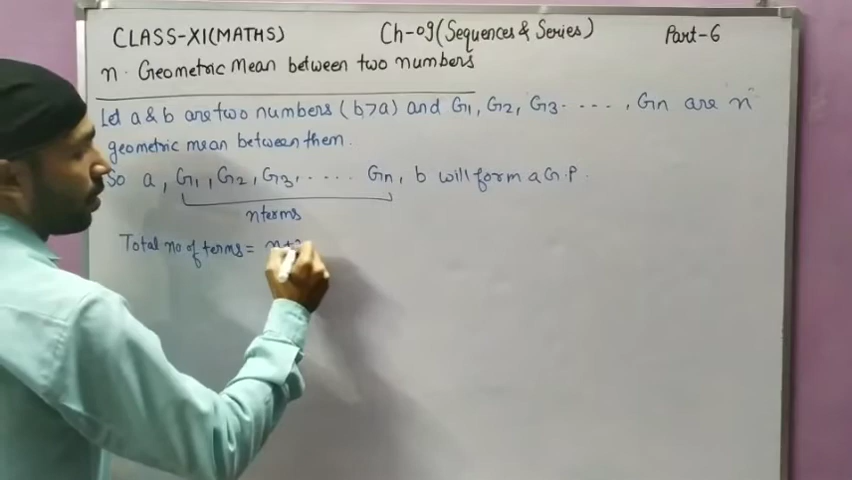 CLASS-XI(MATHS) Ch-09(Sequences & Series) Part-6
n. Geometric Mean between two numbers
Let a & b are two numbers (b>a) and G1, G2, G3. ...., Gn are n
geometric mean between them.
So a, G1, G2, G3, ..... Gn, b will form a G.P.
n terms
Total no of terms = n+2